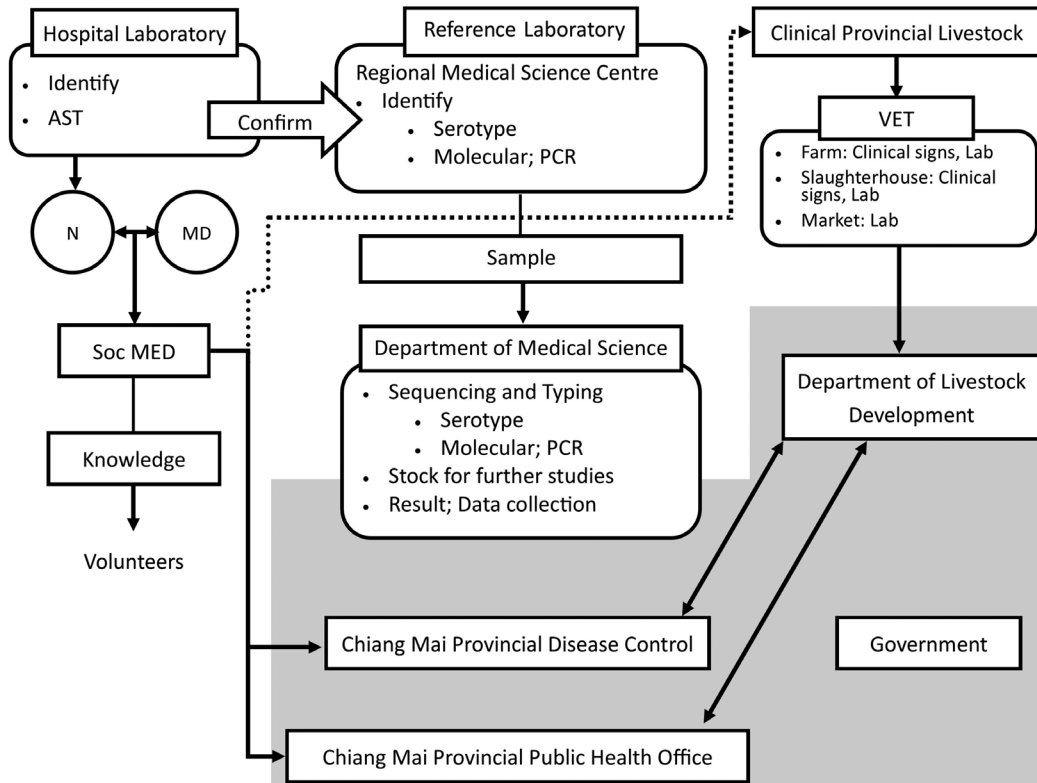 Hospital Laboratory
• Identify
• AST
Confirm
Reference Laboratory
Regional Medical Science Centre
• Identify
• Serotype
• Molecular; PCR
Clinical Provincial Livestock
VET
• Farm: Clinical signs, Lab
• Slaughterhouse: Clinical
signs, Lab
• Market: Lab
N
MD
Sample
Soc MED
Knowledge
Volunteers
Department of Medical Science
• Sequencing and Typing
• Serotype
• Molecular; PCR
• Stock for further studies
• Result; Data collection
Department of Livestock
Development
Chiang Mai Provincial Disease Control
Government
Chiang Mai Provincial Public Health Office